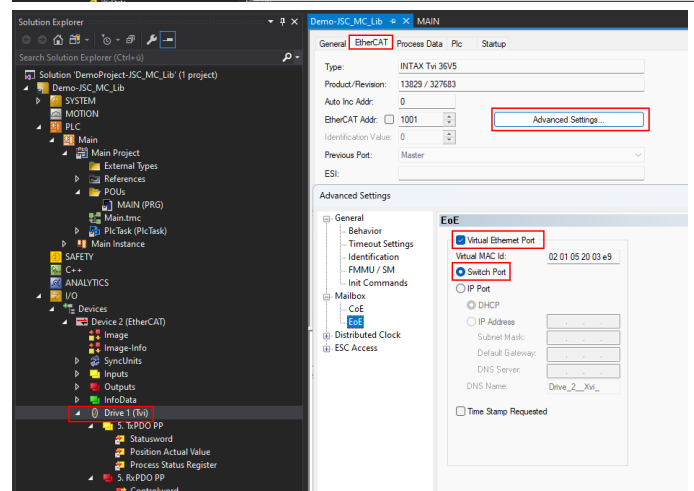 Solution Explorer
Search Solution Explorer (Ctrl+ü)
Solution 'DemoProject-JSC_MC_Lib' (1 project)
Demo-JSC_MC_Lib
SYSTEM
MOTION
PLC
Main
Main Project
External Types
References
POUs
MAIN (PRG)
Main.tmc
PlcTask (PlcTask)
Main Instance
SAFETY
C++
ANALYTICS
I/O
Devices
Device 2 (EtherCAT)
Image
Image-Info
SyncUnits
Inputs
Outputs
InfoData
Drive 1 (Tvi)
5. TxPDO PP
Statusword
Position Actual Value
Process Status Register
5. RxPDO PP
Controlword
Demo-JSC_MC_Lib MAIN
General EtherCAT Process Data Plc Startup
Type: INTAX Tvi 36V5
Product/Revision: 13829 / 327683
Auto Inc Addr: 0
EtherCAT Addr: 1001 Advanced Settings...
Identification Value: 0
Previous Port: Master
ESI:
Advanced Settings
General
Behavior
Timeout Settings
Identification
FMMU / SM
Init Commands
Mailbox
CoE
EoE
Distributed Clock
ESC Access
EoE
Virtual Ethernet Port
Virtual MAC Id: 02 01 05 20 03 e9
Switch Port
IP Port
DHCP
IP Address
Subnet Mask:
Default Gateway:
DNS Server:
DNS Name: Drive_2__Xvi_
Time Stamp Requested